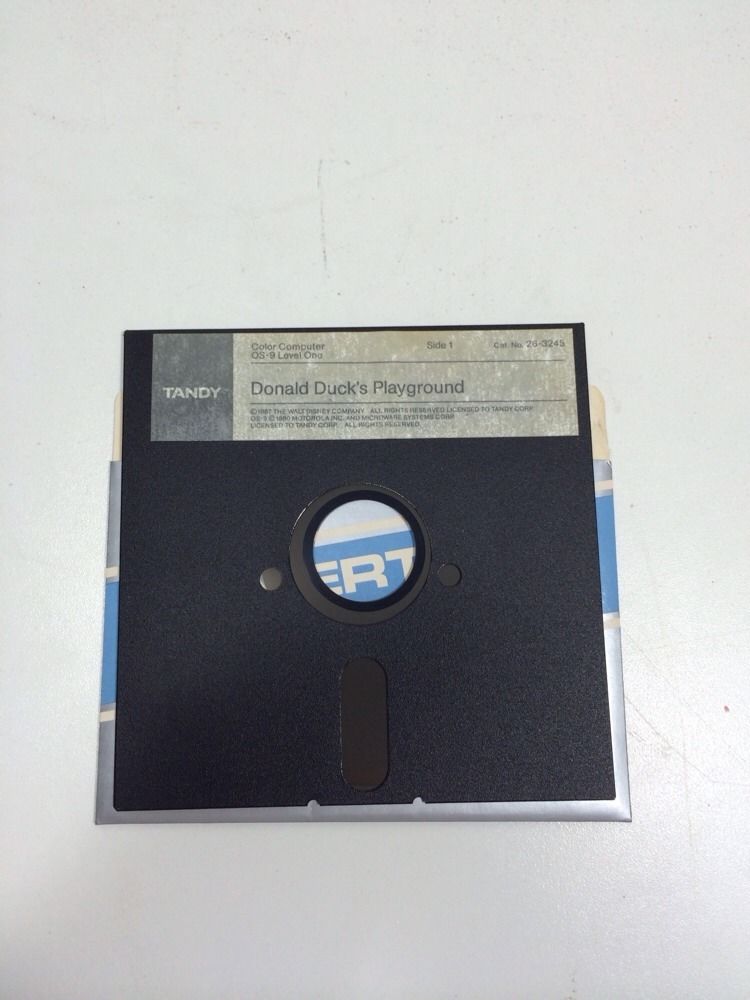 Color Computer Side 1 Cat. No. 26-3245
OS-9 Level One
TANDY
Donald Duck's Playground
©1987 THE WALT DISNEY COMPANY. ALL RIGHTS RESERVED LICENSED TO TANDY CORP.
OS-9 © 1980 MOTOROLA INC. AND MICROWARE SYSTEMS CORP.
LICENSED TO TANDY CORP. ALL RIGHTS RESERVED.
ERT